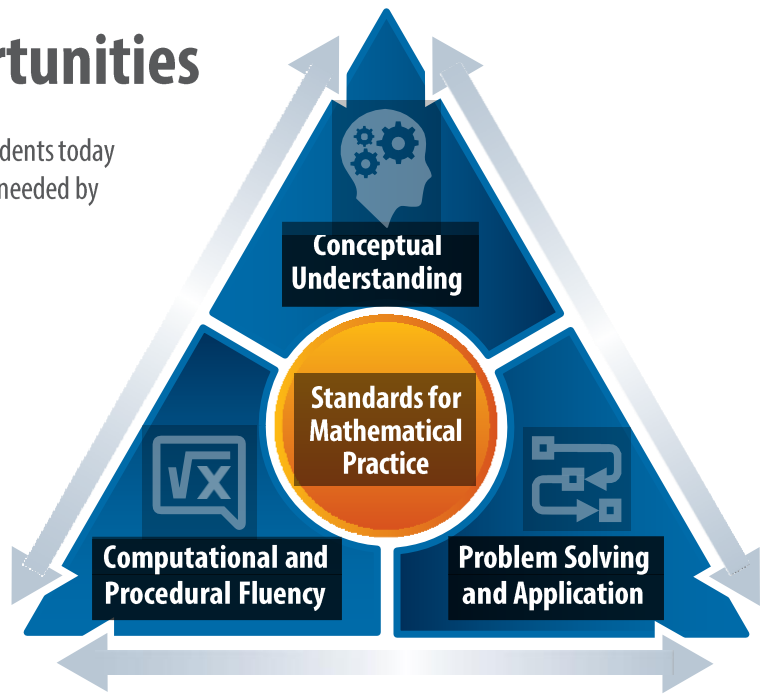 rtunities
dents today
needed by
Conceptual
Understanding
Standards for
Mathematical
Practice
√x
Computational and
Procedural Fluency
Problem Solving
and Application